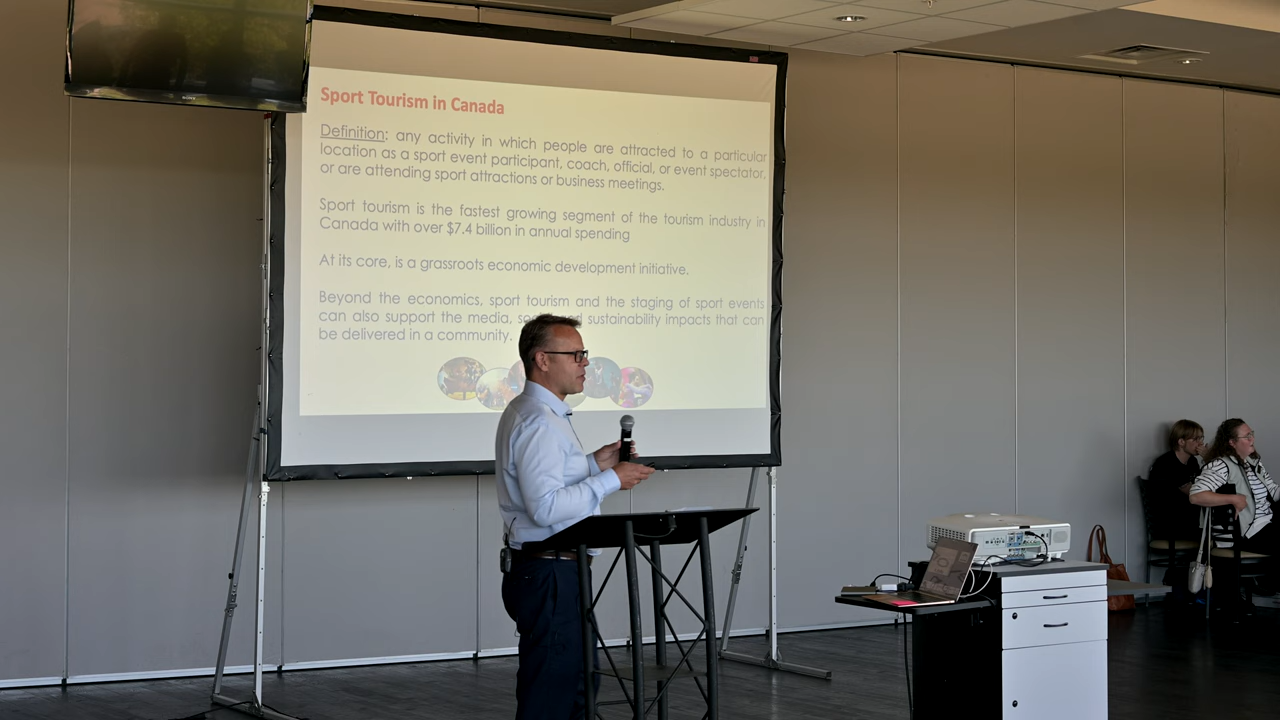 Sport Tourism in Canada
Definition: any activity in which people are attracted to a particular
location as a sport event participant, coach, official, or event spectator,
or are attending sport attractions or business meetings.
Sport tourism is the fastest growing segment of the tourism industry in
Canada with over $7.4 billion in annual spending
At its core, is a grassroots economic development initiative.
Beyond the economics, sport tourism and the staging of sport events
can also support the media, sustainability impacts that can
be delivered in a community.
SONY